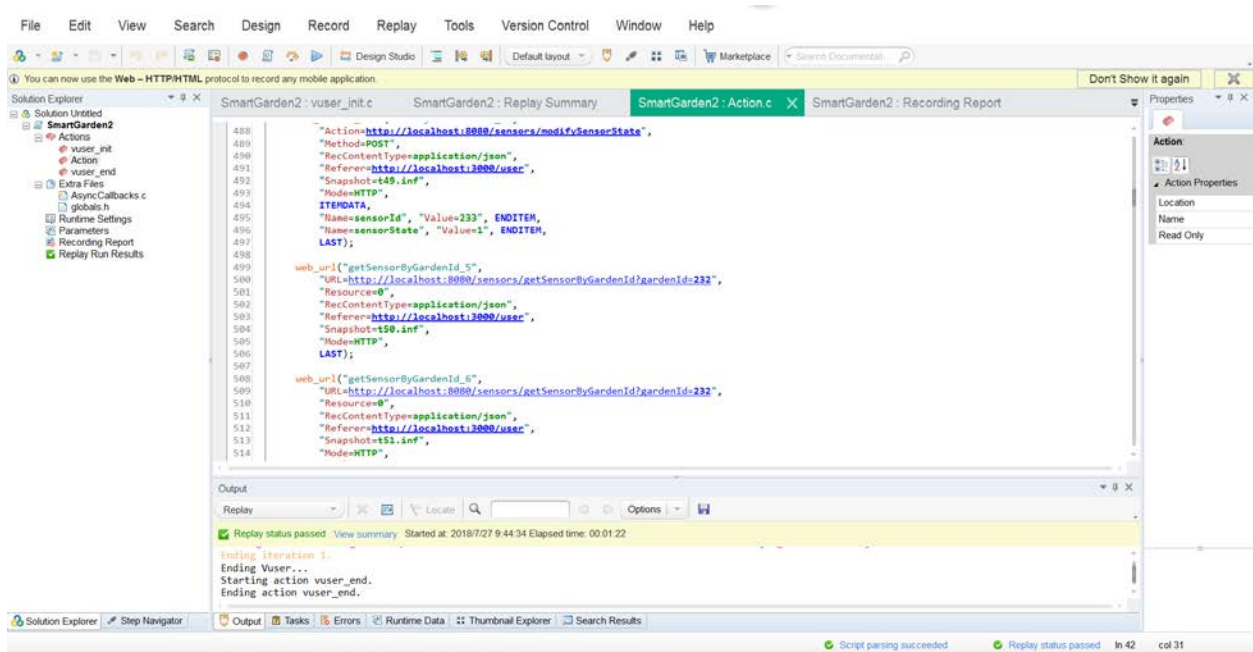 File Edit View Search Design Record Replay Tools Version Control Window Help
Design Studio Default layout Marketplace Search Documentati
You can now use the Web – HTTP/HTML protocol to record any mobile application. Don't Show it again
Solution Explorer
Solution Untitled
SmartGarden2
Actions
vuser_init
Action
vuser_end
Extra Files
AsyncCallbacks.c
globals.h
Runtime Settings
Parameters
Recording Report
Replay Run Results
SmartGarden2 : vuser_init.c SmartGarden2 : Replay Summary SmartGarden2 : Action.c SmartGarden2 : Recording Report
488 "Action=http://localhost:8080/sensors/modifySensorState",
489 "Method=POST",
490 "RecContentType=application/json",
491 "Referer=http://localhost:3000/user",
492 "Snapshot=t49.inf",
493 "Mode=HTTP",
494 ITEMDATA,
495 "Name=sensorId", "Value=233", ENDITEM,
496 "Name=sensorState", "Value=1", ENDITEM,
497 LAST);
498
499 web_url("getSensorByGardenId_5",
500 "URL=http://localhost:8080/sensors/getSensorByGardenId?gardenId=232",
501 "Resource=0",
502 "RecContentType=application/json",
503 "Referer=http://localhost:3000/user",
504 "Snapshot=t50.inf",
505 "Mode=HTTP",
506 LAST);
507
508 web_url("getSensorByGardenId_6",
509 "URL=http://localhost:8080/sensors/getSensorByGardenId?gardenId=232",
510 "Resource=0",
511 "RecContentType=application/json",
512 "Referer=http://localhost:3000/user",
513 "Snapshot=t51.inf",
514 "Mode=HTTP",
Properties
Action:
Action Properties
Location
Name
Read Only
Output
Replay Locate Options
Replay status passed View summary Started at: 2018/7/27 9:44:34 Elapsed time: 00:01:22
Ending iteration 1.
Ending Vuser...
Starting action vuser_end.
Ending action vuser_end.
Solution Explorer Step Navigator Output Tasks Errors Runtime Data Thumbnail Explorer Search Results
Script parsing succeeded Replay status passed ln 42 col 31